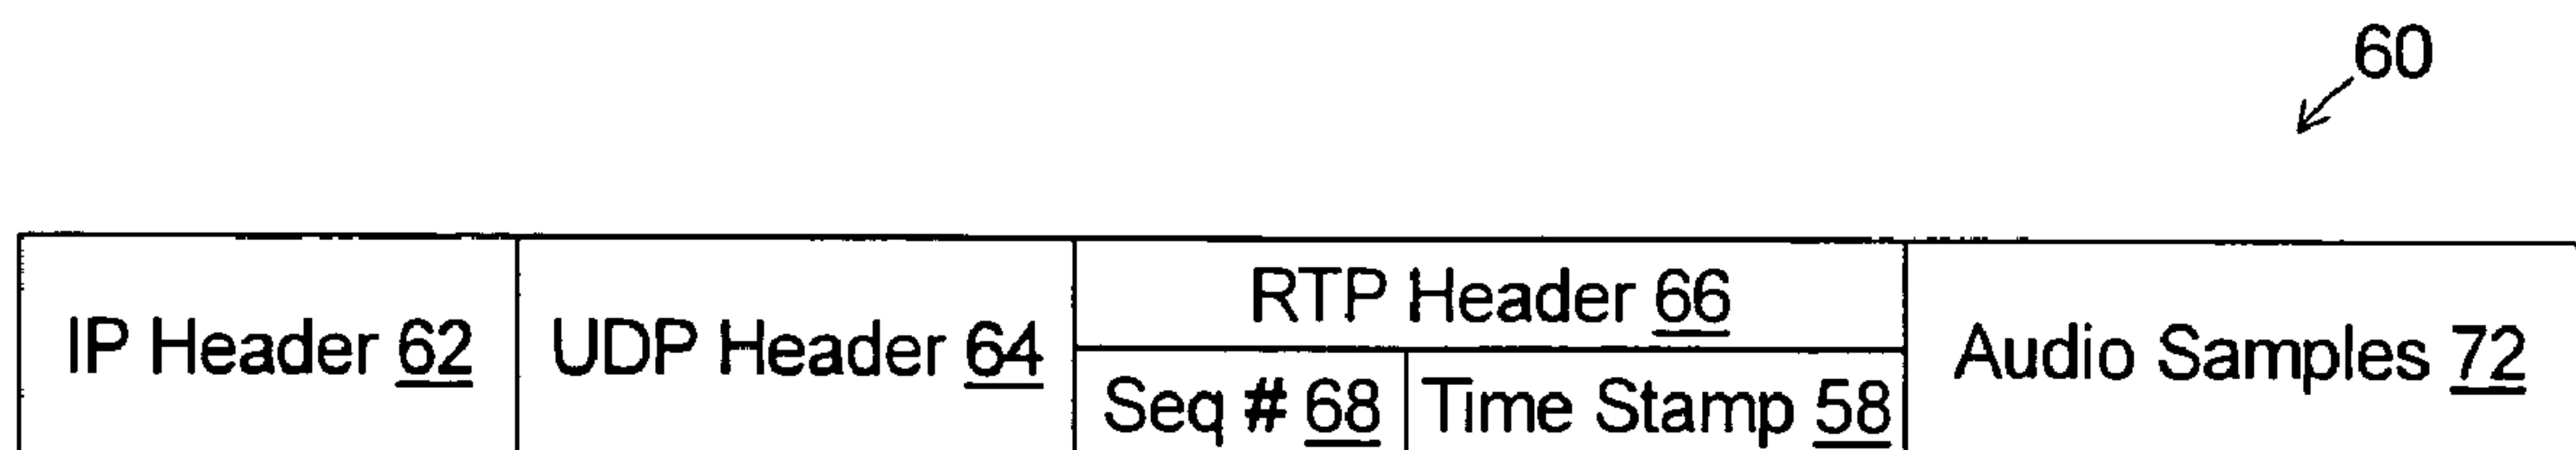 60
IP Header 62
UDP Header 64
RTP Header 66
Seq # 68
Time Stamp 58
Audio Samples 72